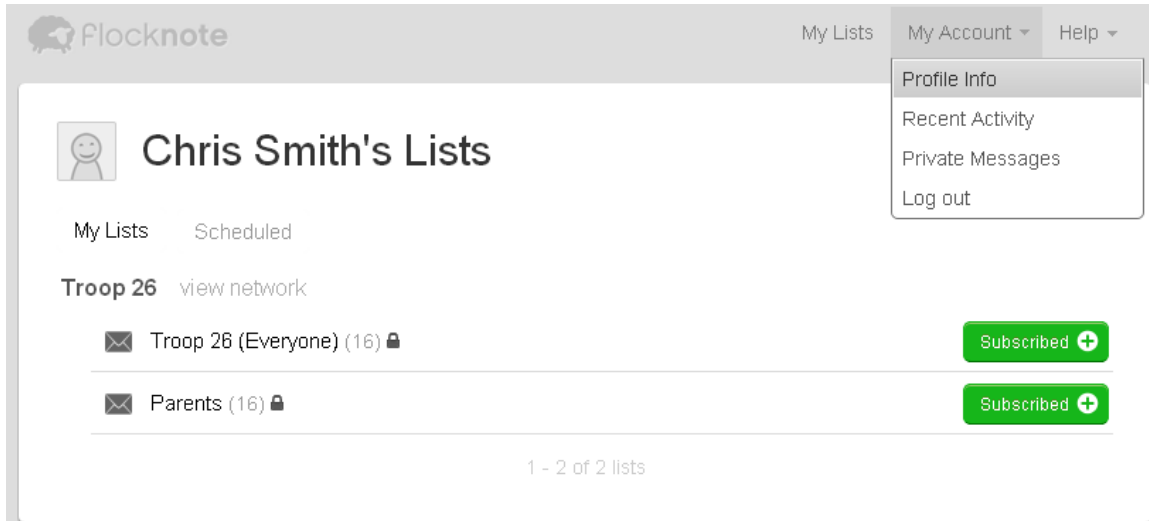 flocknote
My Lists My Account Help
Profile Info
Recent Activity
Private Messages
Log out
Chris Smith's Lists
My Lists Scheduled
Troop 26 view network
Troop 26 (Everyone) (16) Subscribed
Parents (16) Subscribed
1 - 2 of 2 lists